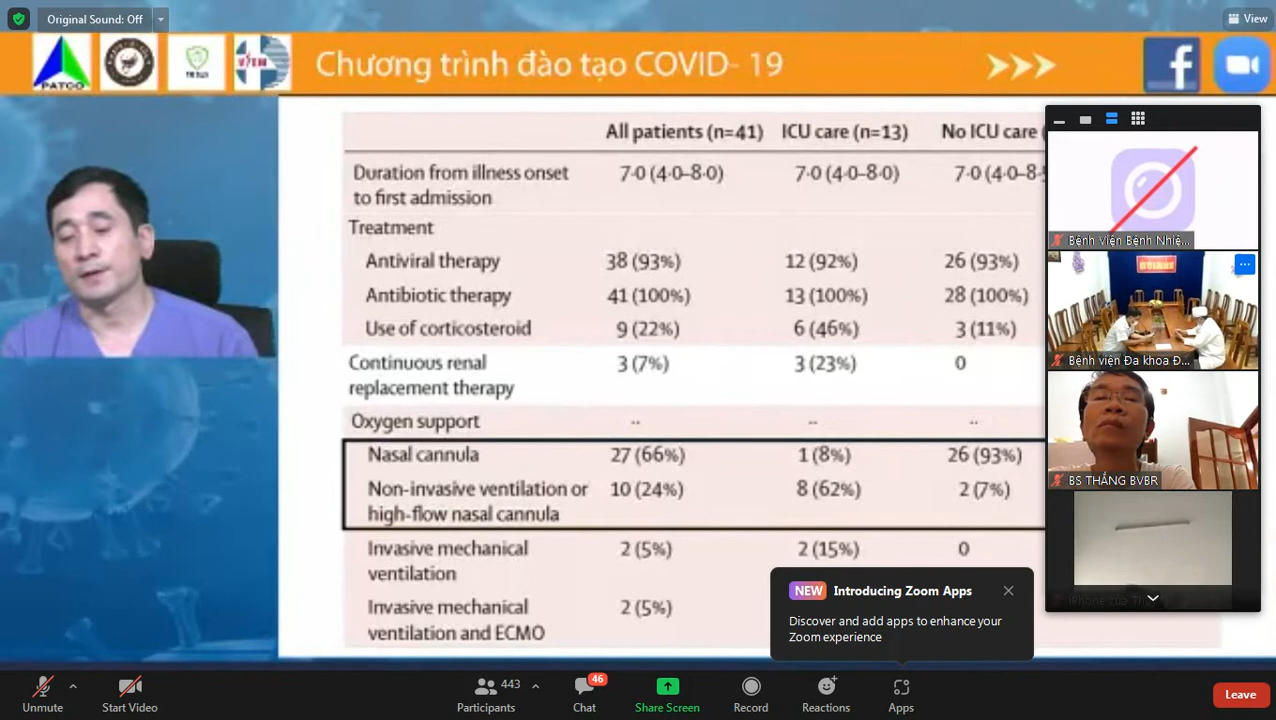 Original Sound: Off
View
PATCO
VSEM
Chương trình đào tạo COVID- 19
All patients (n=41) ICU care (n=13) No ICU care (
Duration from illness onset
to first admission
7·0 (4·0–8·0) 7·0 (4·0–8·0) 7·0 (4·0–8·
Treatment
Antiviral therapy 38 (93%) 12 (92%) 26 (93%)
Antibiotic therapy 41 (100%) 13 (100%) 28 (100%)
Use of corticosteroid 9 (22%) 6 (46%) 3 (11%)
Continuous renal
replacement therapy
3 (7%) 3 (23%) 0
Oxygen support ·· ·· ··
Nasal cannula 27 (66%) 1 (8%) 26 (93%)
Non-invasive ventilation or
high-flow nasal cannula
10 (24%) 8 (62%) 2 (7%)
Invasive mechanical
ventilation
2 (5%) 2 (15%) 0
Invasive mechanical
ventilation and ECMO
2 (5%)
Bệnh Viện Bệnh Nhiệ...
Bệnh viện Đa khoa Đ...
BS THẮNG BVBR
NEW Introducing Zoom Apps
Discover and add apps to enhance your
Zoom experience
Unmute
Start Video
443
Participants
46
Chat
Share Screen
Record
Reactions
Apps
Leave